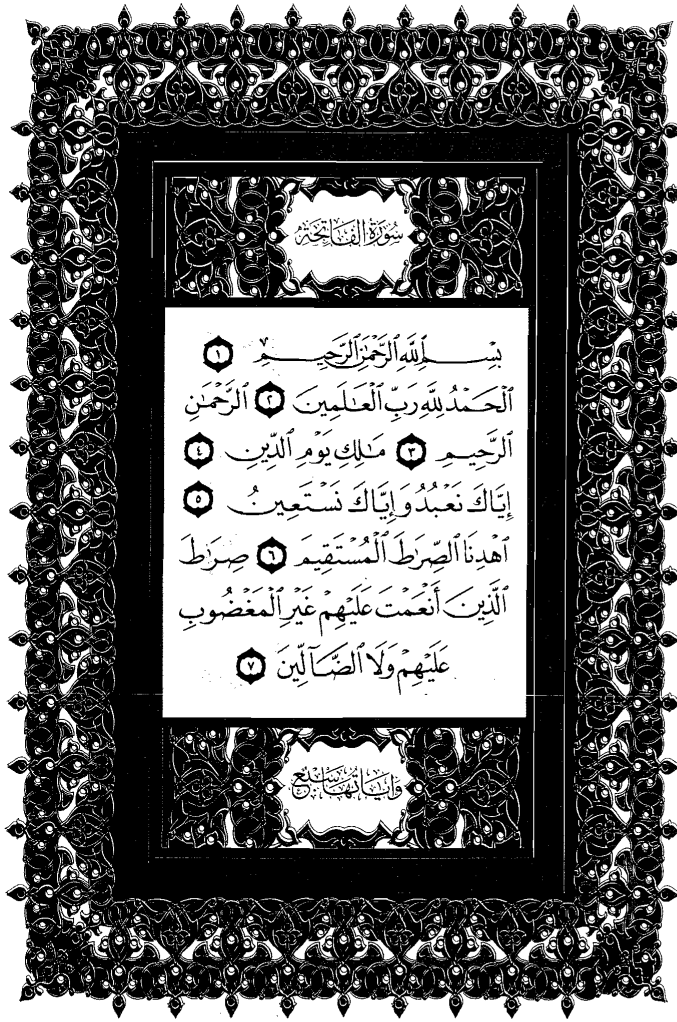 سُورَةُ الفَاتِحَةِ
بِسْمِ ٱللَّهِ ٱلرَّحْمَٰنِ ٱلرَّحِيمِ ١
ٱلْحَمْدُ لِلَّهِ رَبِّ ٱلْعَٰلَمِينَ ٢ ٱلرَّحْمَٰنِ
ٱلرَّحِيمِ ٣ مَٰلِكِ يَوْمِ ٱلدِّينِ ٤
إِيَّاكَ نَعْبُدُ وَإِيَّاكَ نَسْتَعِينُ ٥
ٱهْدِنَا ٱلصِّرَٰطَ ٱلْمُسْتَقِيمَ ٦ صِرَٰطَ
ٱلَّذِينَ أَنْعَمْتَ عَلَيْهِمْ غَيْرِ ٱلْمَغْضُوبِ
عَلَيْهِمْ وَلَا ٱلضَّآلِّينَ ٧
وَآيَاتُهَا سَبْعٌ